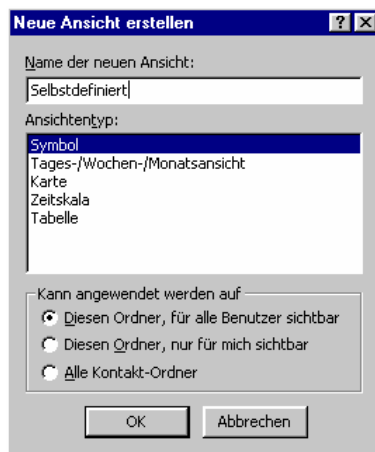 Neue Ansicht erstellen
Name der neuen Ansicht:
Selbstdefiniert
Ansichtentyp:
Symbol
Tages-/Wochen-/Monatsansicht
Karte
Zeitskala
Tabelle
Kann angewendet werden auf
Diesen Ordner, für alle Benutzer sichtbar
Diesen Ordner, nur für mich sichtbar
Alle Kontakt-Ordner
OK Abbrechen